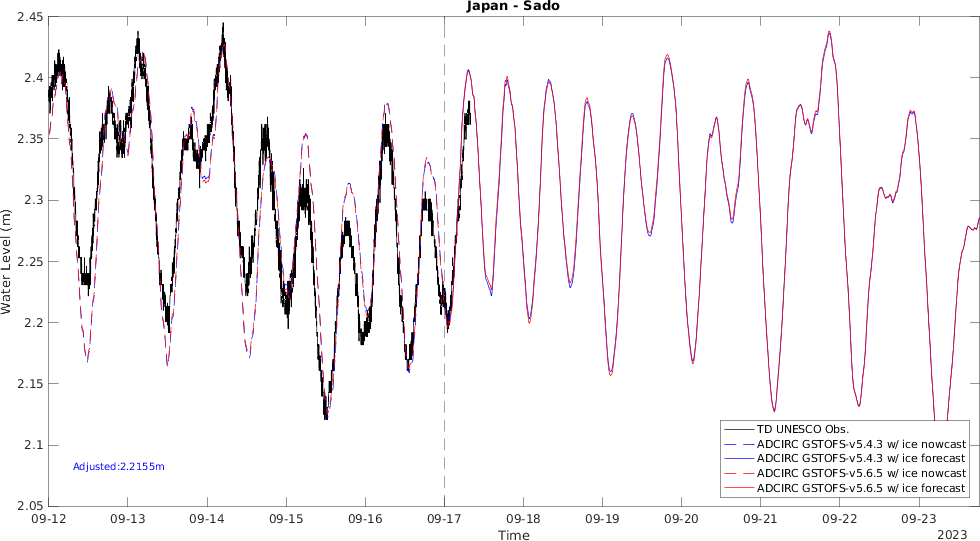 Japan - Sado
2.45
2.4
2.35
2.3
2.25
2.2
2.15
2.1
2.05
Water Level (m)
Adjusted:2.2155m
TD UNESCO Obs.
ADCIRC GSTOFS-v5.4.3 w/ ice nowcast
ADCIRC GSTOFS-v5.4.3 w/ ice forecast
ADCIRC GSTOFS-v5.6.5 w/ ice nowcast
ADCIRC GSTOFS-v5.6.5 w/ ice forecast
09-12 09-13 09-14 09-15 09-16 09-17 09-18 09-19 09-20 09-21 09-22 09-23
Time
2023